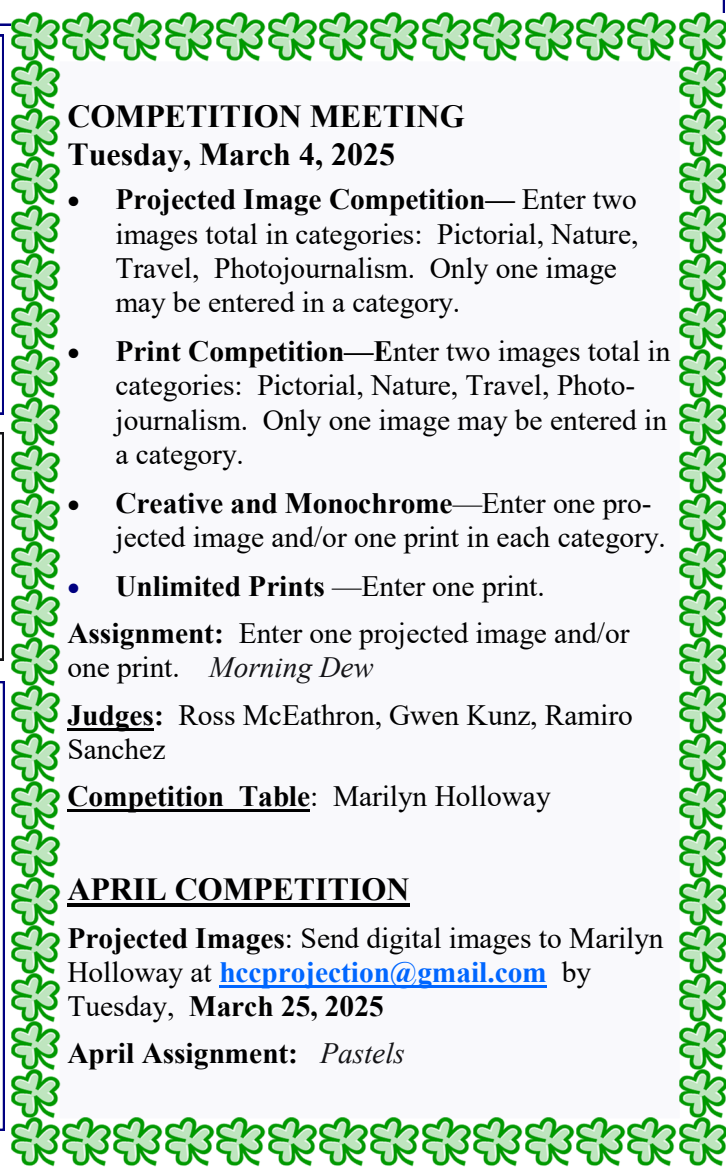 COMPETITION MEETING
Tuesday, March 4, 2025
• Projected Image Competition— Enter two
images total in categories: Pictorial, Nature,
Travel, Photojournalism. Only one image
may be entered in a category.
• Print Competition—Enter two images total in
categories: Pictorial, Nature, Travel, Photo-
journalism. Only one image may be entered in
a category.
• Creative and Monochrome—Enter one pro-
jected image and/or one print in each category.
• Unlimited Prints —Enter one print.
Assignment: Enter one projected image and/or
one print. Morning Dew
Judges: Ross McEathron, Gwen Kunz, Ramiro
Sanchez
Competition Table: Marilyn Holloway
APRIL COMPETITION
Projected Images: Send digital images to Marilyn
Holloway at hccprojection@gmail.com by
Tuesday, March 25, 2025
April Assignment: Pastels